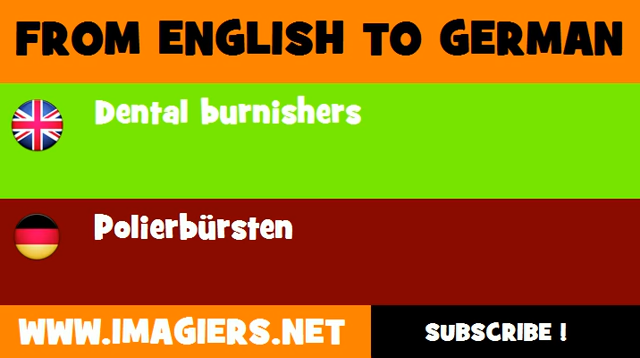 FROM ENGLISH TO GERMAN
Dental burnishers
Polierbürsten
WWW.IMAGIERS.NET
SUBSCRIBE !